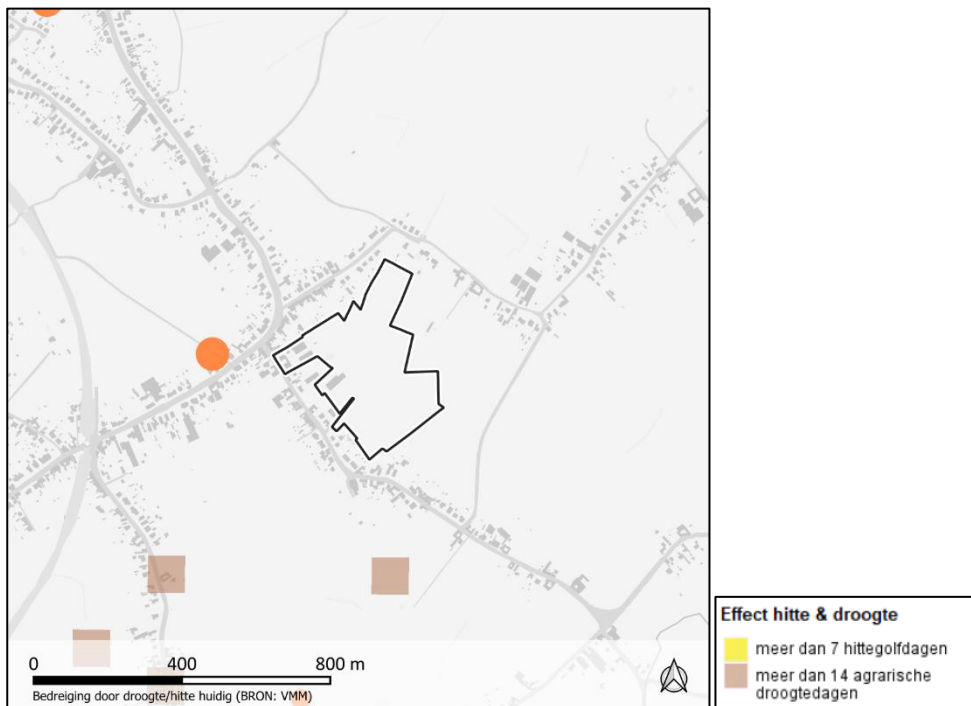 0 400 800 m
Bedreiging door droogte/hitte huidig (BRON: VMM)
Effect hitte & droogte
meer dan 7 hittegolfdagen
meer dan 14 agrarische
droogtedagen